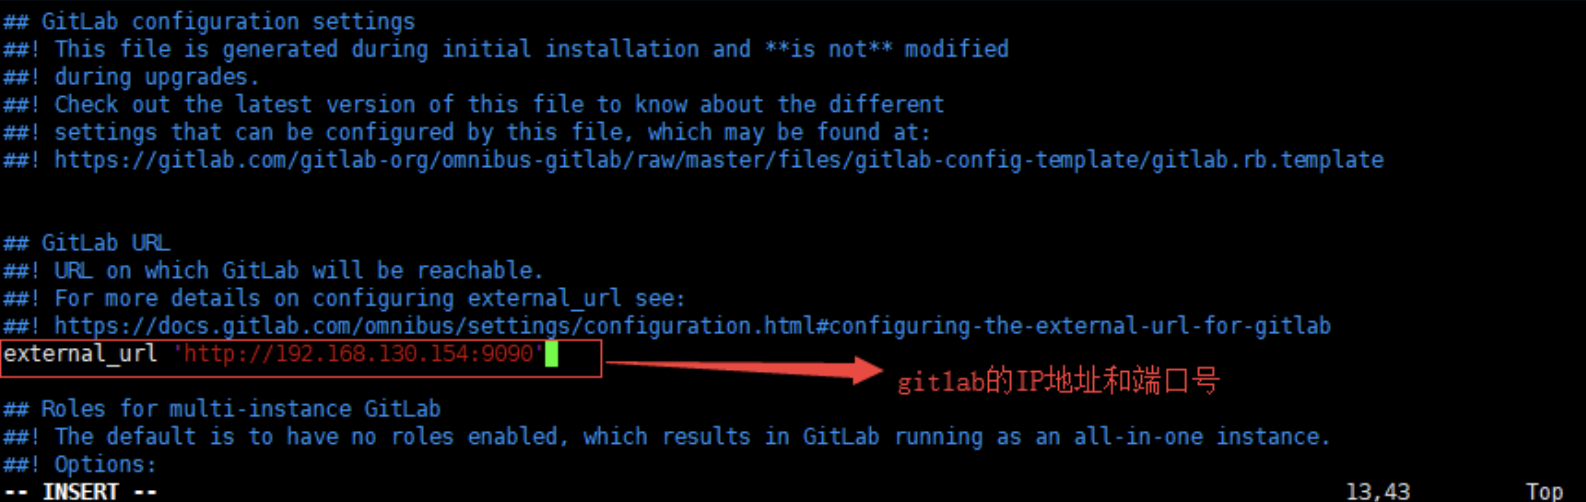 ## GitLab configuration settings
##! This file is generated during initial installation and **is not** modified
##! during upgrades.
##! Check out the latest version of this file to know about the different
##! settings that can be configured by this file, which may be found at:
##! https://gitlab.com/gitlab-org/omnibus-gitlab/raw/master/files/gitlab-config-template/gitlab.rb.template
## GitLab URL
##! URL on which GitLab will be reachable.
##! For more details on configuring external_url see:
##! https://docs.gitlab.com/omnibus/settings/configuration.html#configuring-the-external-url-for-gitlab
external_url 'http://192.168.130.154:9090'
gitlab的IP地址和端口号
## Roles for multi-instance GitLab
##! The default is to have no roles enabled, which results in GitLab running as an all-in-one instance.
##! Options:
-- INSERT -- 13,43 Top